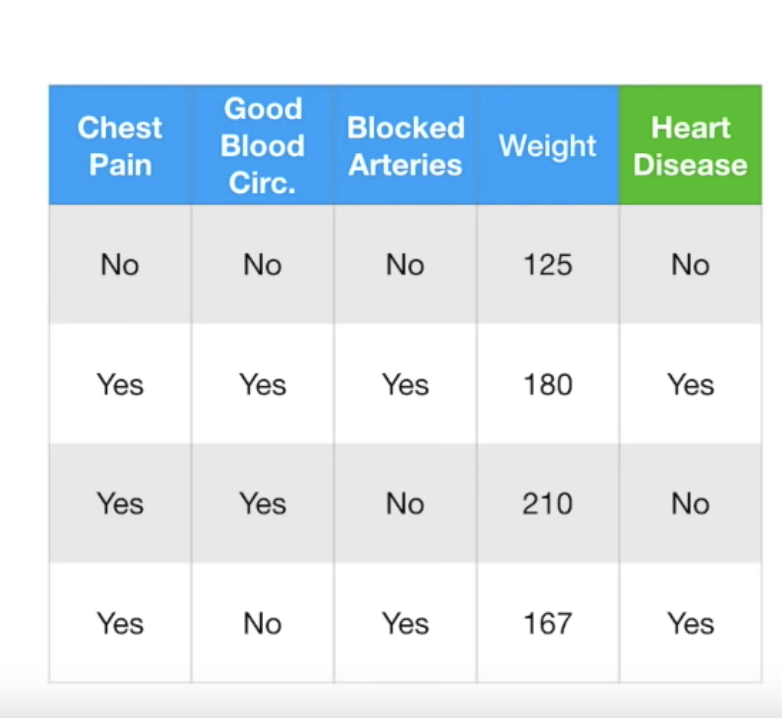 Chest Pain | Good Blood Circ. | Blocked Arteries | Weight | Heart Disease
No | No | No | 125 | No
Yes | Yes | Yes | 180 | Yes
Yes | Yes | No | 210 | No
Yes | No | Yes | 167 | Yes